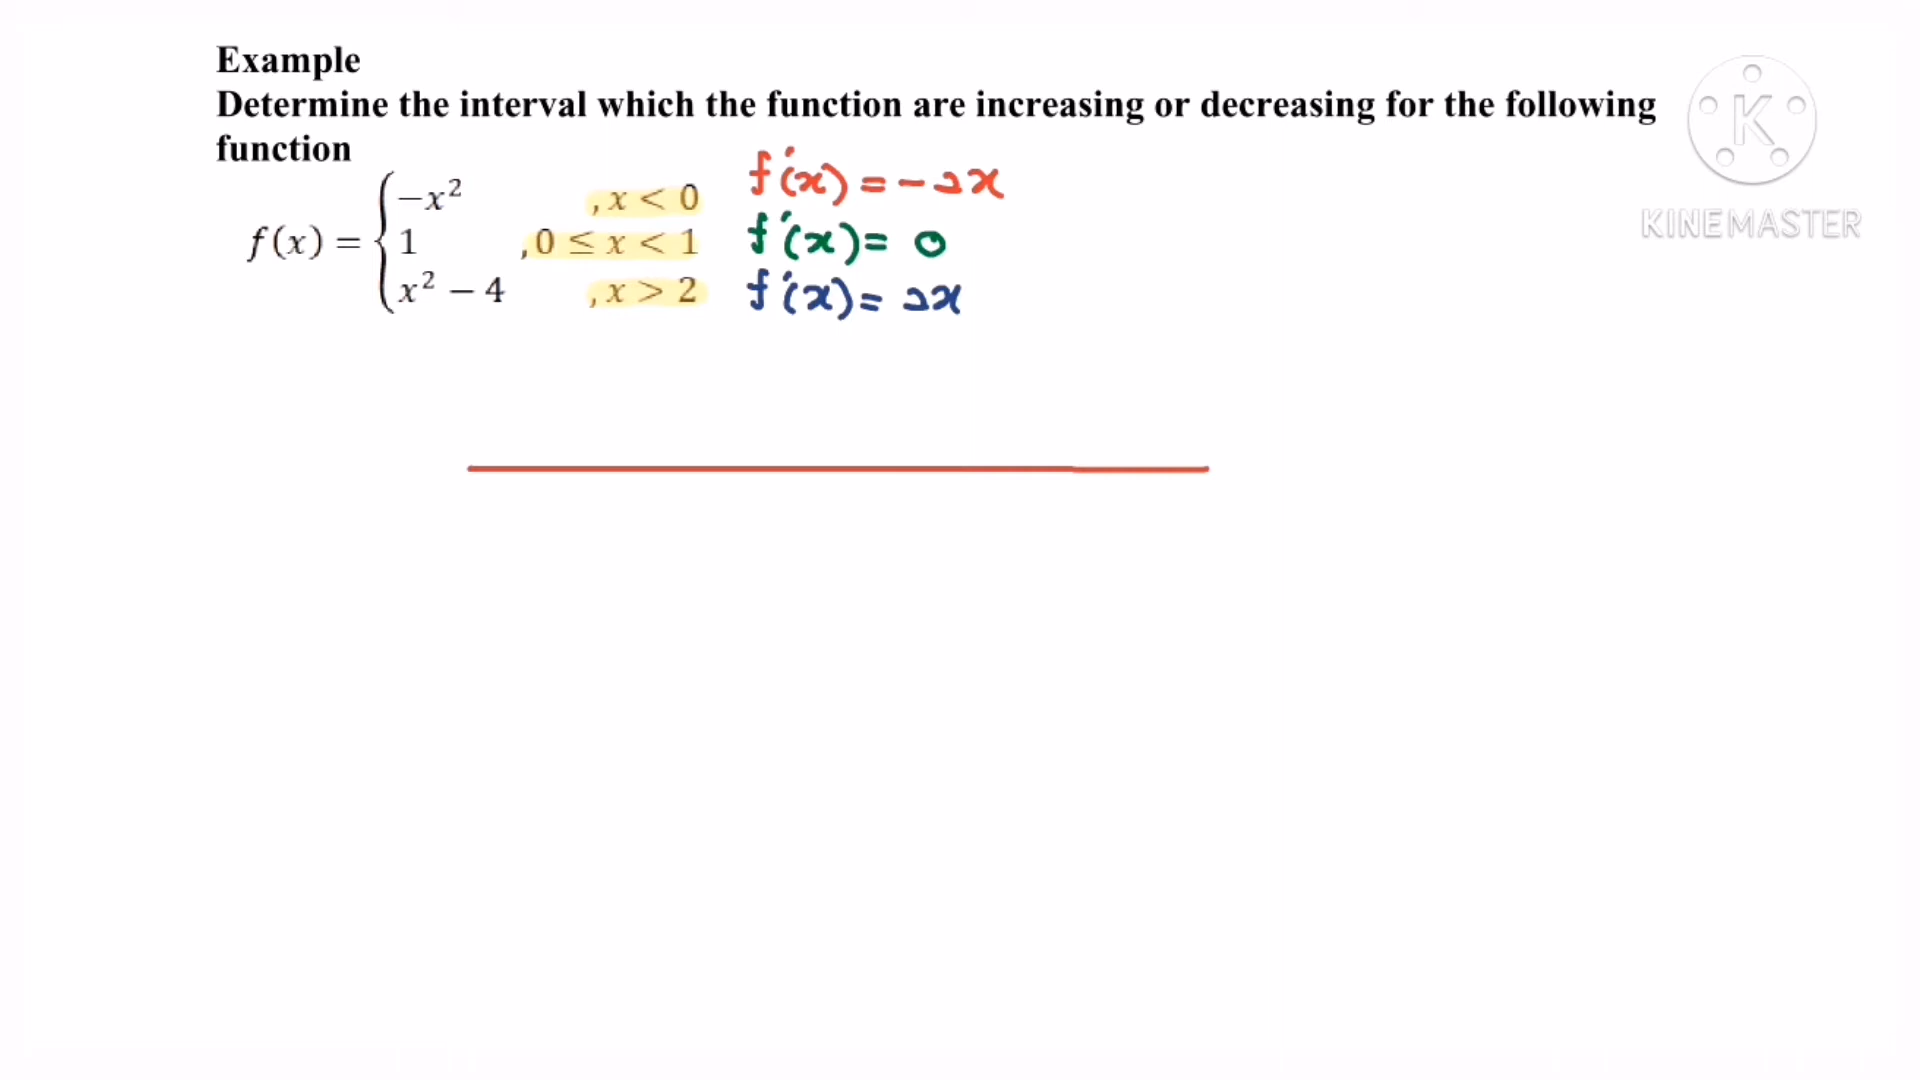 Example
Determine the interval which the function are increasing or decreasing for the following
function
−x² , x < 0 f'(x) = −2x
f(x) = { 1 , 0 ≤ x < 1 f'(x) = 0
x² − 4 , x > 2 f'(x) = 2x
K
KINEMASTER